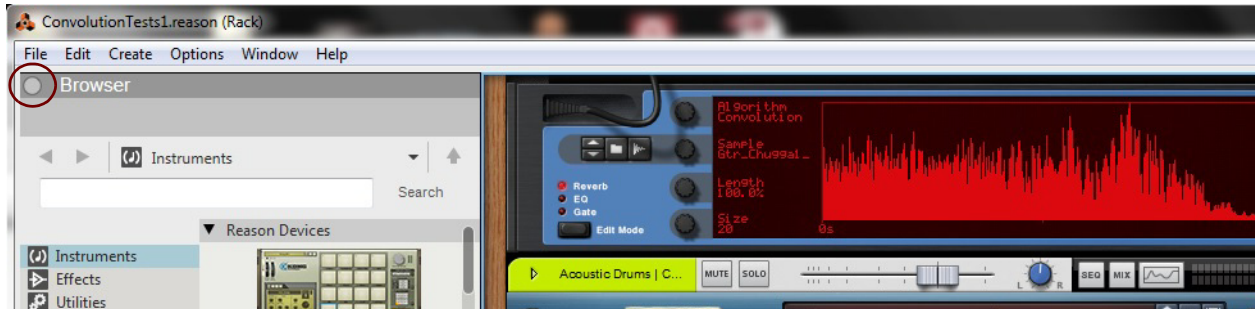 ConvolutionTests1.reason (Rack)
File Edit Create Options Window Help
Browser
Instruments
Search
Reason Devices
Instruments
Effects
Utilities
Algorithm
Convolution
Sample
Gtr_Chuggal_
Length
100.0%
Size
20
0s
Reverb
EQ
Gate
Edit Mode
Acoustic Drums | C... MUTE SOLO L R SEQ MIX